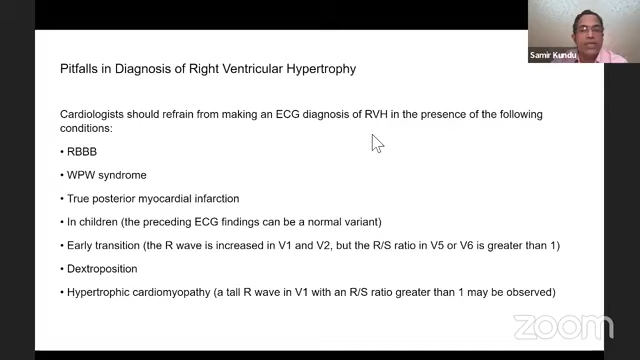 Samir Kundu
Pitfalls in Diagnosis of Right Ventricular Hypertrophy
Cardiologists should refrain from making an ECG diagnosis of RVH in the presence of the following
conditions:
• RBBB
• WPW syndrome
• True posterior myocardial infarction
• In children (the preceding ECG findings can be a normal variant)
• Early transition (the R wave is increased in V1 and V2, but the R/S ratio in V5 or V6 is greater than 1)
• Dextroposition
• Hypertrophic cardiomyopathy (a tall R wave in V1 with an R/S ratio greater than 1 may be observed)
zoom